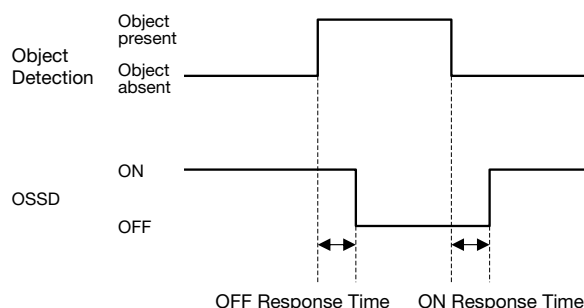 Object
Detection
Object
present
Object
absent
OSSD
ON
OFF
OFF Response Time
ON Response Time